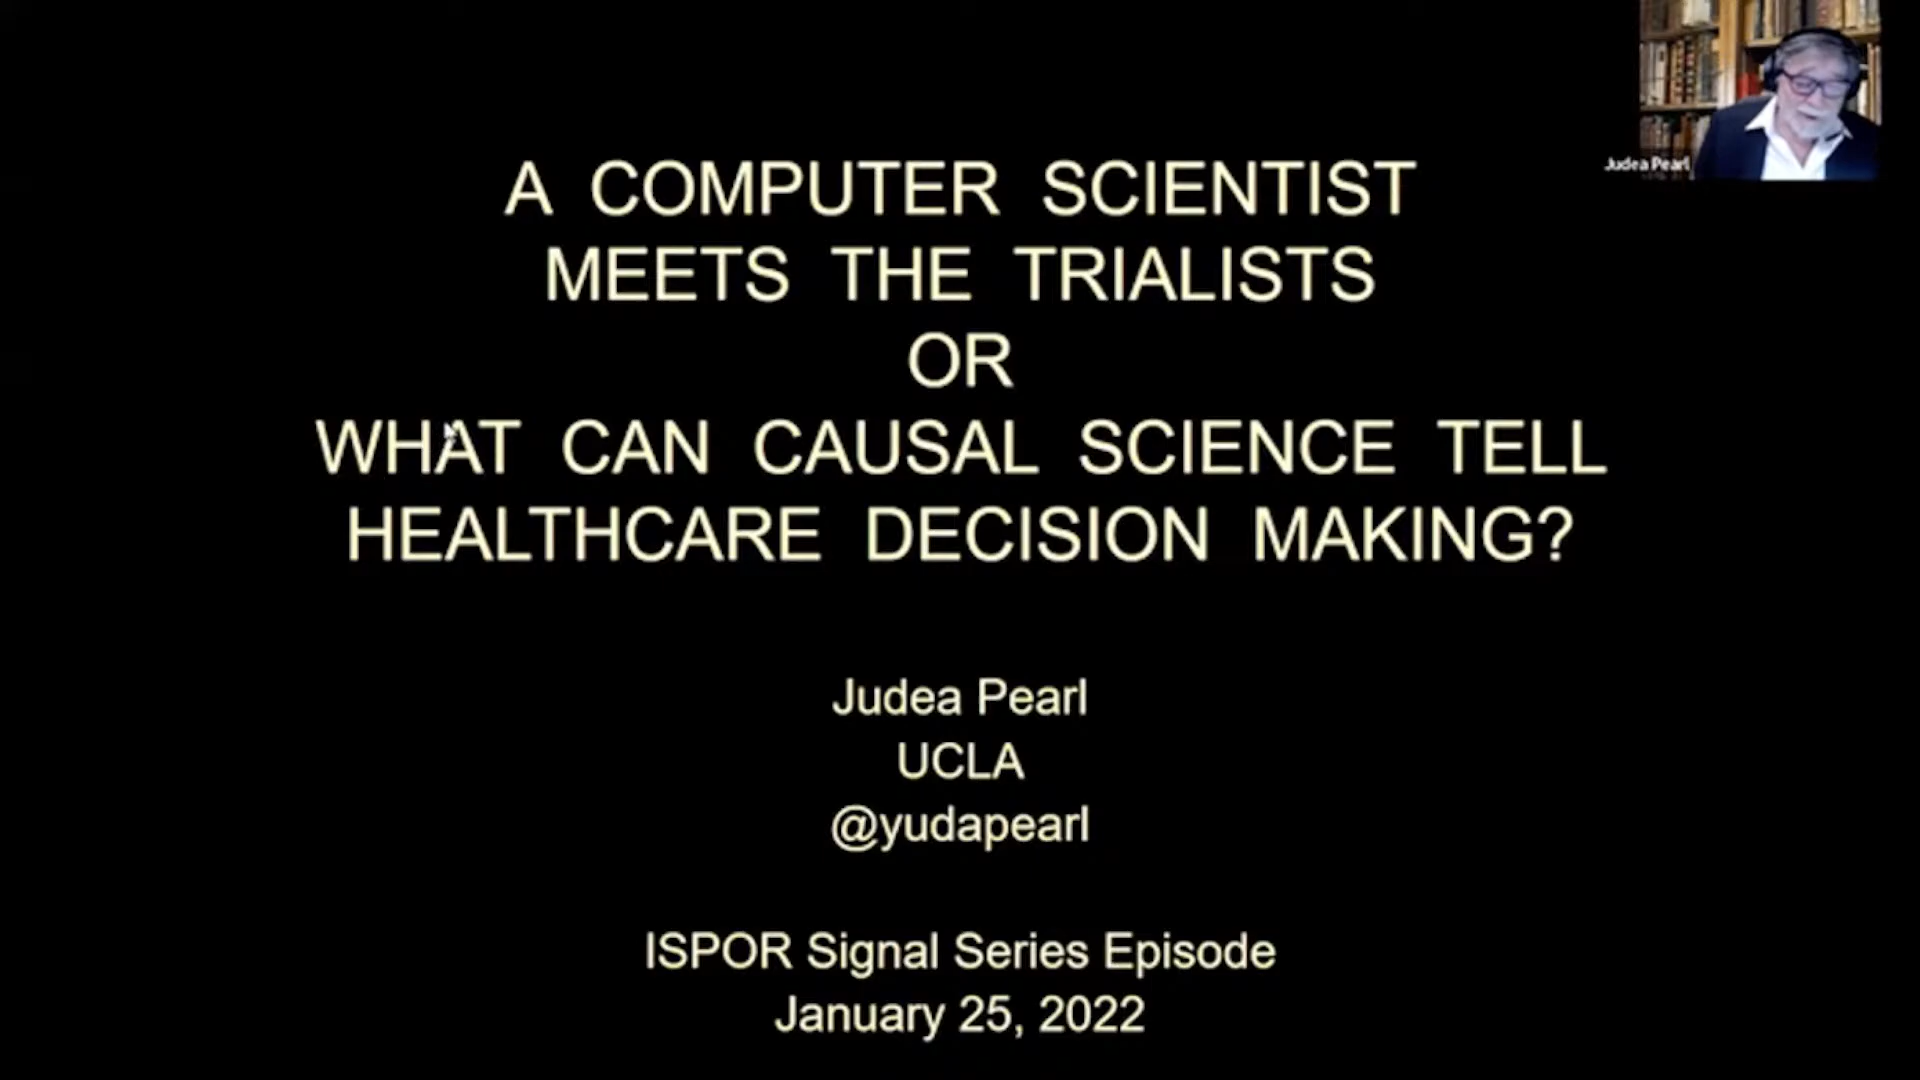 Judea Pearl
A COMPUTER SCIENTIST
MEETS THE TRIALISTS
OR
WHAT CAN CAUSAL SCIENCE TELL
HEALTHCARE DECISION MAKING?
Judea Pearl
UCLA
@yudapearl
ISPOR Signal Series Episode
January 25, 2022